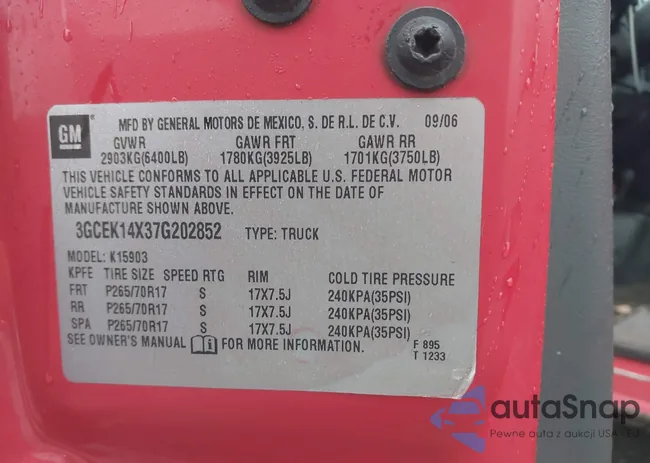 GM
MFD BY GENERAL MOTORS DE MEXICO, S. DE R.L. DE C.V. 09/06
GVWR GAWR FRT GAWR RR
2903KG(6400LB) 1780KG(3925LB) 1701KG(3750LB)
THIS VEHICLE CONFORMS TO ALL APPLICABLE U.S. FEDERAL MOTOR
VEHICLE SAFETY STANDARDS IN EFFECT ON THE DATE OF
MANUFACTURE SHOWN ABOVE.
3GCEK14X37G202852 TYPE: TRUCK
MODEL: K15903
KPFE TIRE SIZE SPEED RTG RIM COLD TIRE PRESSURE
FRT P265/70R17 S 17X7.5J 240KPA(35PSI)
RR P265/70R17 S 17X7.5J 240KPA(35PSI)
SPA P265/70R17 S 17X7.5J 240KPA(35PSI)
SEE OWNER'S MANUAL FOR MORE INFORMATION.
F 895
T 1233
autaSnap
Pewne auta z aukcji USA - EU